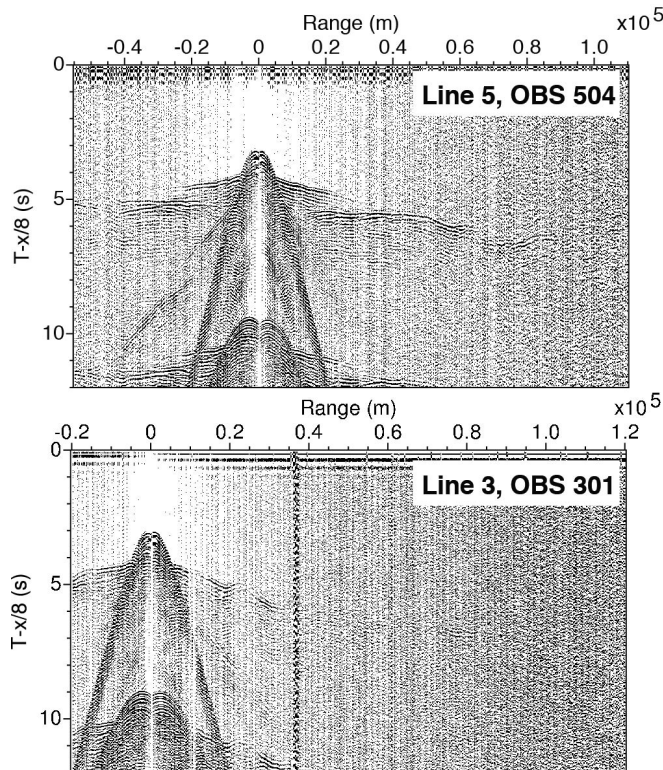 Range (m)
x10 5
-0.4 -0.2 0 0.2 0.4 0.6 0.8 1.0
0
Line 5, OBS 504
5
T-x/8 (s)
10
Range (m)
x10 5
-0.2 0 0.2 0.4 0.6 0.8 1.0 1.2
0
Line 3, OBS 301
5
T-x/8 (s)
10